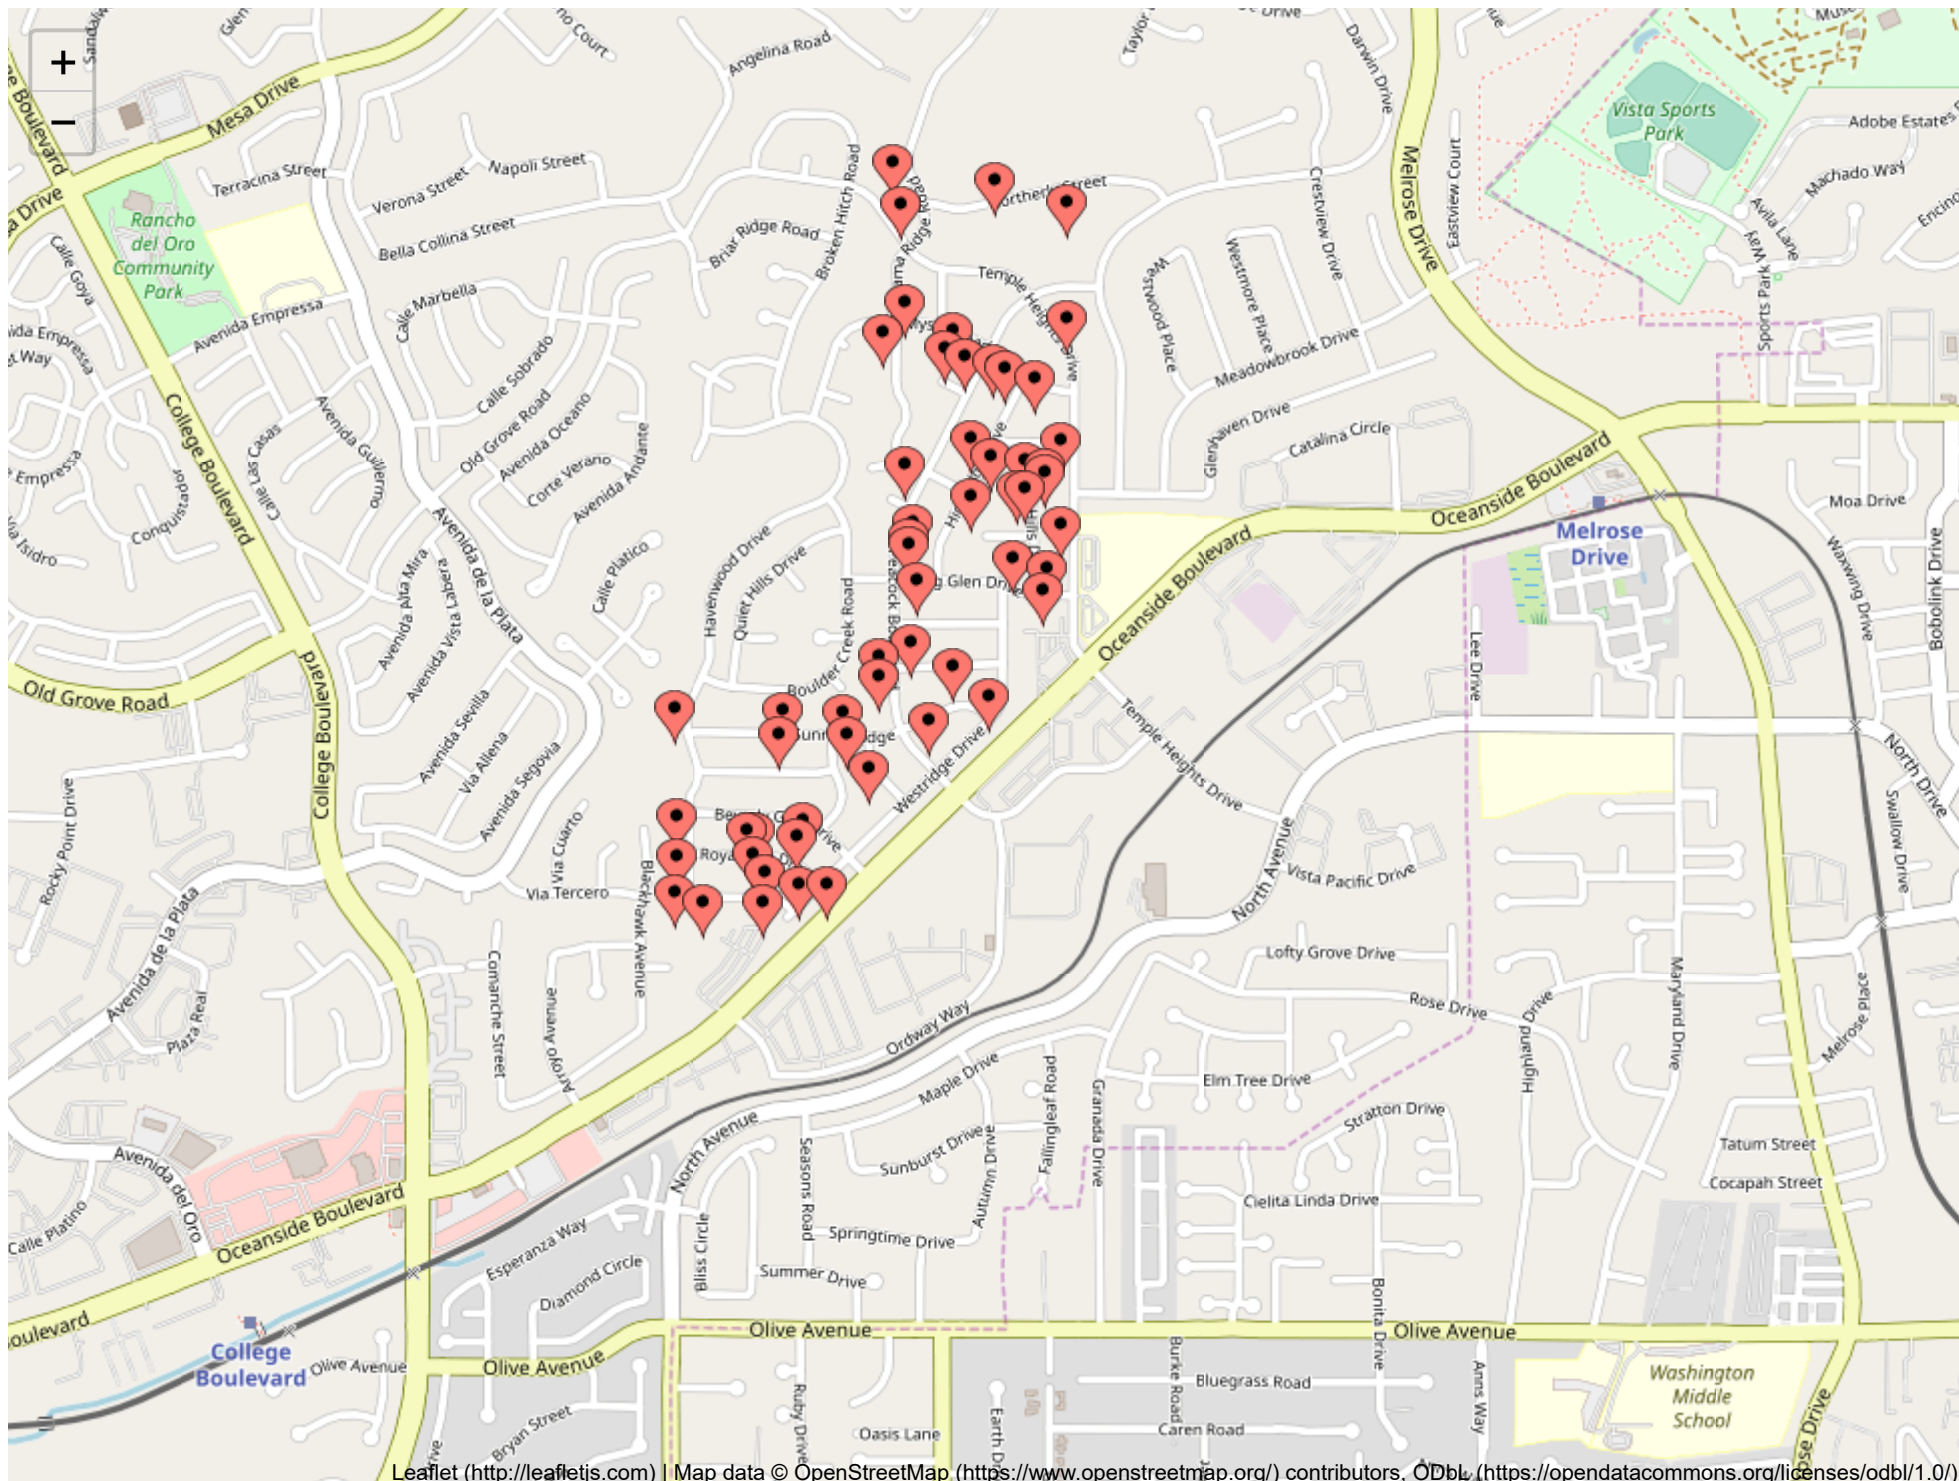 +
−
Mesa Drive
Angelina Road
Darwin Drive
Melrose Drive
Eastview Court
Crestview Drive
Vista Sports
Park
Adobe Estates
Machado Way
Avila Lane
Sports Park Way
Terracina Street
Verona Street
Napoli Street
Bella Collina Street
Rancho
del Oro
Community
Park
Calle Goya
Avenida Empressa
Calle Marbella
Briar Ridge Road
Broken Hitch Road
Temple Heights Drive
Westwood Place
Westmore Place
Meadowbrook Drive
Glenhaven Drive
Catalina Circle
Calle Sobrado
Old Grove Road
Avenida Oceano
Corte Verano
Avenida Andante
Avenida Guillermo
Calle Las Casas
Conquistador
College Boulevard
Oceanside Boulevard
Oceanside Boulevard
Melrose
Drive
Moa Drive
Waxwing Drive
Bobolink Drive
Avenida de la Plata
Avenida Alta Mira
Avenida Vista Labera
Calle Platico
Havenwood Drive
Quiet Hills Drive
Boulder Creek Road
Oceanside Boulevard
Lee Drive
Old Grove Road
College Boulevard
Avenida Sevilla
Via Allena
Avenida Segovia
Westridge Drive
Temple Heights Drive
North Avenue
North Drive
Swallow Drive
Rocky Point Drive
Via Cuarto
Via Tercero
Blackhawk Avenue
Vista Pacific Drive
Avenida de la Plata
Plaza Real
Comanche Street
Arroyo Avenue
Ordway Way
Lofty Grove Drive
Rose Drive
Highland Drive
Maryland Drive
Melrose Place
Maple Drive
Fallingleaf Road
Granada Drive
Elm Tree Drive
Stratton Drive
Tatum Street
Cocapah Street
North Avenue
Seasons Road
Sunburst Drive
Autumn Drive
Cielita Linda Drive
Avenida del Oro
Calle Platino
Oceanside Boulevard
Esperanza Way
Diamond Circle
Bliss Circle
Springtime Drive
Summer Drive
Bonita Drive
College
Boulevard
Olive Avenue
Olive Avenue
Olive Avenue
Olive Avenue
Bryan Street
Ruby Drive
Oasis Lane
Burke Road
Bluegrass Road
Caren Road
Anns Way
Washington
Middle
School
Leaflet (http://leafletjs.com) | Map data © OpenStreetMap (https://www.openstreetmap.org/) contributors, ODbL (https://opendatacommons.org/licenses/odbl/1.0/)